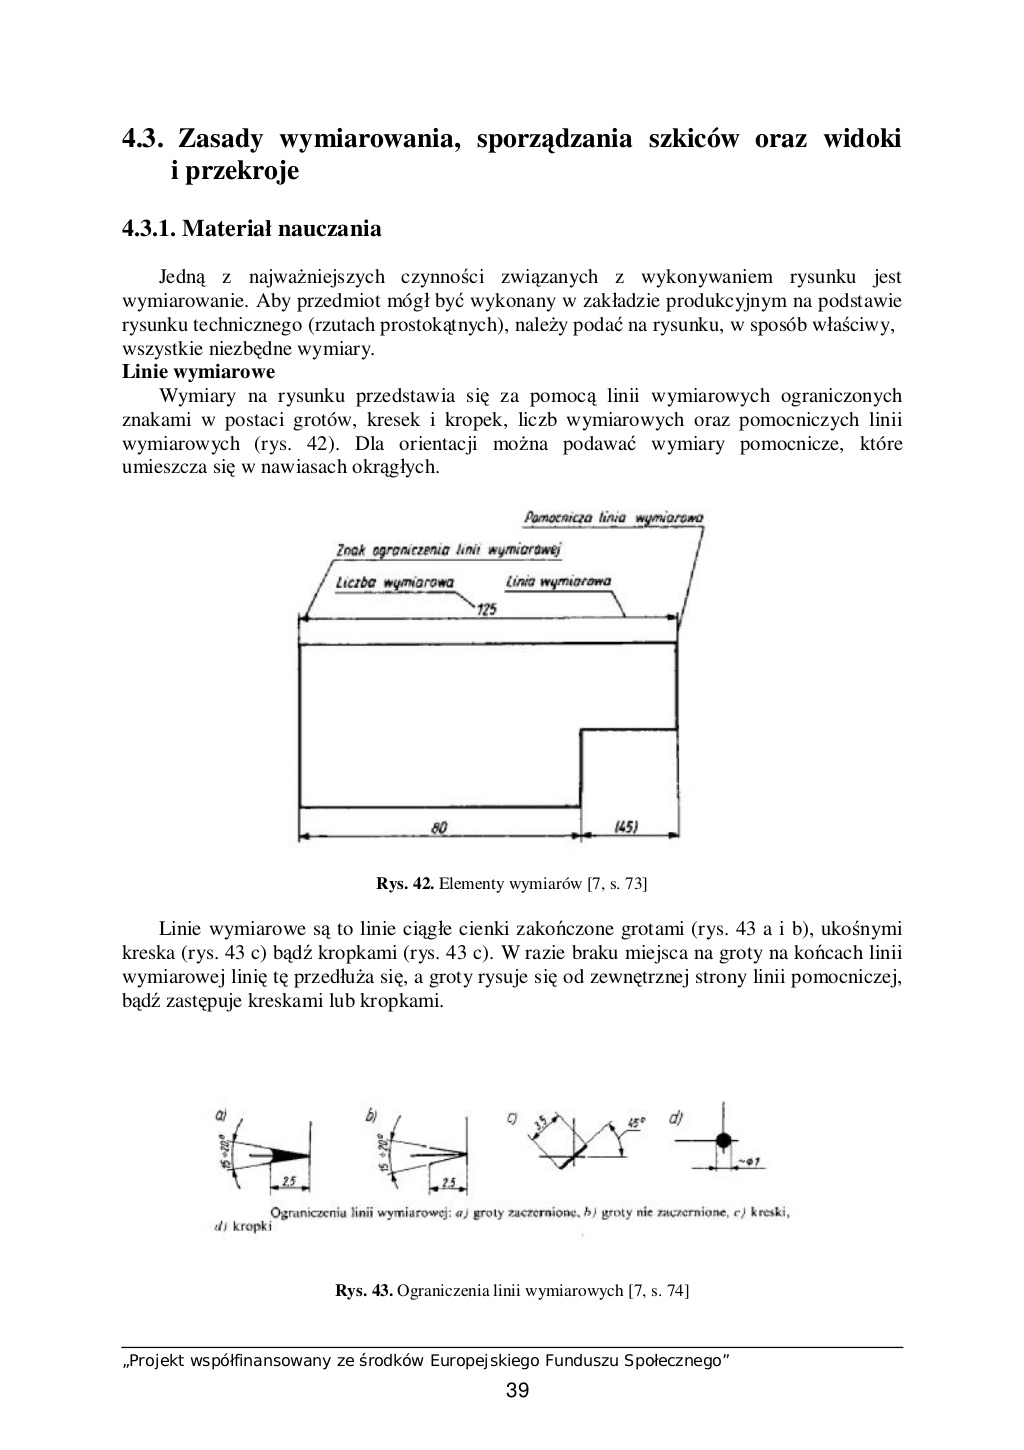 4.3. Zasady wymiarowania, sporządzania szkiców oraz widoki
i przekroje
4.3.1. Materiał nauczania
Jedną z najważniejszych czynności związanych z wykonywaniem rysunku jest
wymiarowanie. Aby przedmiot mógł być wykonany w zakładzie produkcyjnym na podstawie
rysunku technicznego (rzutach prostokątnych), należy podać na rysunku, w sposób właściwy,
wszystkie niezbędne wymiary.
Linie wymiarowe
Wymiary na rysunku przedstawia się za pomocą linii wymiarowych ograniczonych
znakami w postaci grotów, kresek i kropek, liczb wymiarowych oraz pomocniczych linii
wymiarowych (rys. 42). Dla orientacji można podawać wymiary pomocnicze, które
umieszcza się w nawiasach okrągłych.
Pomocnicza linia wymiarowa
Znak ograniczenia linii wymiarowej
Liczba wymiarowa Linia wymiarowa
125
80 (45)
Rys. 42. Elementy wymiarów [7, s. 73]
Linie wymiarowe są to linie ciągłe cienki zakończone grotami (rys. 43 a i b), ukośnymi
kreska (rys. 43 c) bądź kropkami (rys. 43 c). W razie braku miejsca na groty na końcach linii
wymiarowej linię tę przedłuża się, a groty rysuje się od zewnętrznej strony linii pomocniczej,
bądź zastępuje kreskami lub kropkami.
a) b) c) d)
15÷20° 2,5 15÷20° 2,5 3,5 45° ~ø1
Ograniczeniu linii wymiarowej: a) groty zaczernione, b) groty nie zaczernione, c) kreski,
d) kropki
Rys. 43. Ograniczenia linii wymiarowych [7, s. 74]
„Projekt współfinansowany ze środków Europejskiego Funduszu Społecznego”
39